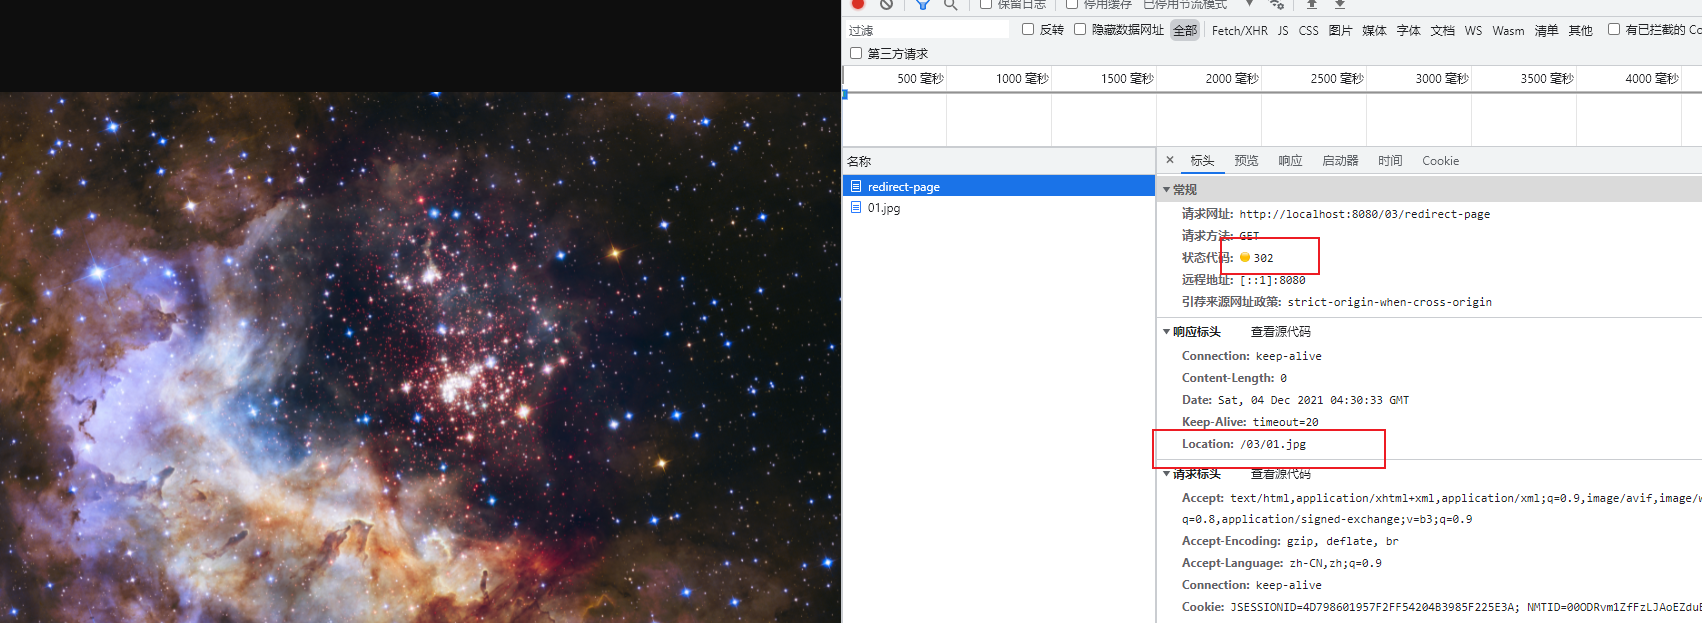 保留日志 停用缓存 已停用节流模式
过滤 反转 隐藏数据网址 全部 Fetch/XHR JS CSS 图片 媒体 字体 文档 WS Wasm 清单 其他 有已拦截的
第三方请求
500 毫秒 1000 毫秒 1500 毫秒 2000 毫秒 2500 毫秒 3000 毫秒 3500 毫秒 4000 毫秒
名称
redirect-page
01.jpg
× 标头 预览 响应 启动器 时间 Cookie
常规
请求网址: http://localhost:8080/03/redirect-page
请求方法: GET
状态代码: 302
远程地址: [::1]:8080
引荐来源网址政策: strict-origin-when-cross-origin
响应标头 查看源代码
Connection: keep-alive
Content-Length: 0
Date: Sat, 04 Dec 2021 04:30:33 GMT
Keep-Alive: timeout=20
Location: /03/01.jpg
请求标头 查看源代码
Accept: text/html,application/xhtml+xml,application/xml;q=0.9,image/avif,image/w
q=0.8,application/signed-exchange;v=b3;q=0.9
Accept-Encoding: gzip, deflate, br
Accept-Language: zh-CN,zh;q=0.9
Connection: keep-alive
Cookie: JSESSIONID=4D798601957F2FF54204B3985F225E3A;